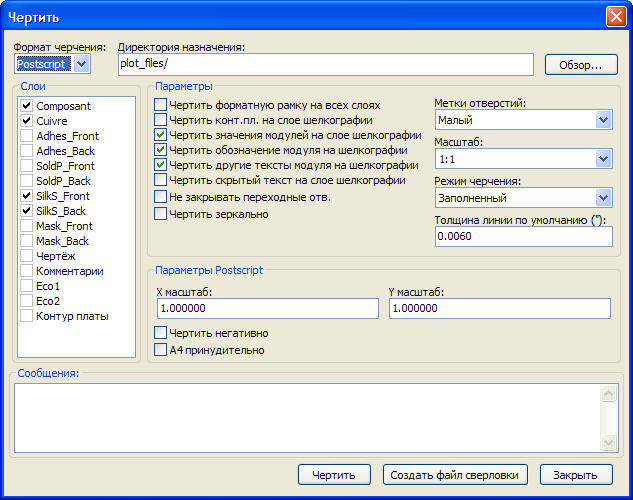 Чертить
Формат черчения:
Директория назначения:
Postscript
plot_files/
Обзор...
Слои
Composant
Cuivre
Adhes_Front
Adhes_Back
SoldP_Front
SoldP_Back
SilkS_Front
SilkS_Back
Mask_Front
Mask_Back
Чертёж
Комментарии
Eco1
Eco2
Контур платы
Параметры
Чертить форматную рамку на всех слоях
Чертить конт.пл. на слое шелкографии
Чертить значения модулей на слое шелкографии
Чертить обозначение модуля на шелкографии
Чертить другие тексты модуля на шелкографии
Чертить скрытый текст на слое шелкографии
Не закрывать переходные отв.
Чертить зеркально
Метки отверстий:
Малый
Масштаб:
1:1
Режим черчения:
Заполненный
Толщина линии по умолчанию ("):
0.0060
Параметры Postscript
X масштаб:
1.000000
Y масштаб:
1.000000
Чертить негативно
A4 принудительно
Сообщения:
Чертить
Создать файл сверловки
Закрыть